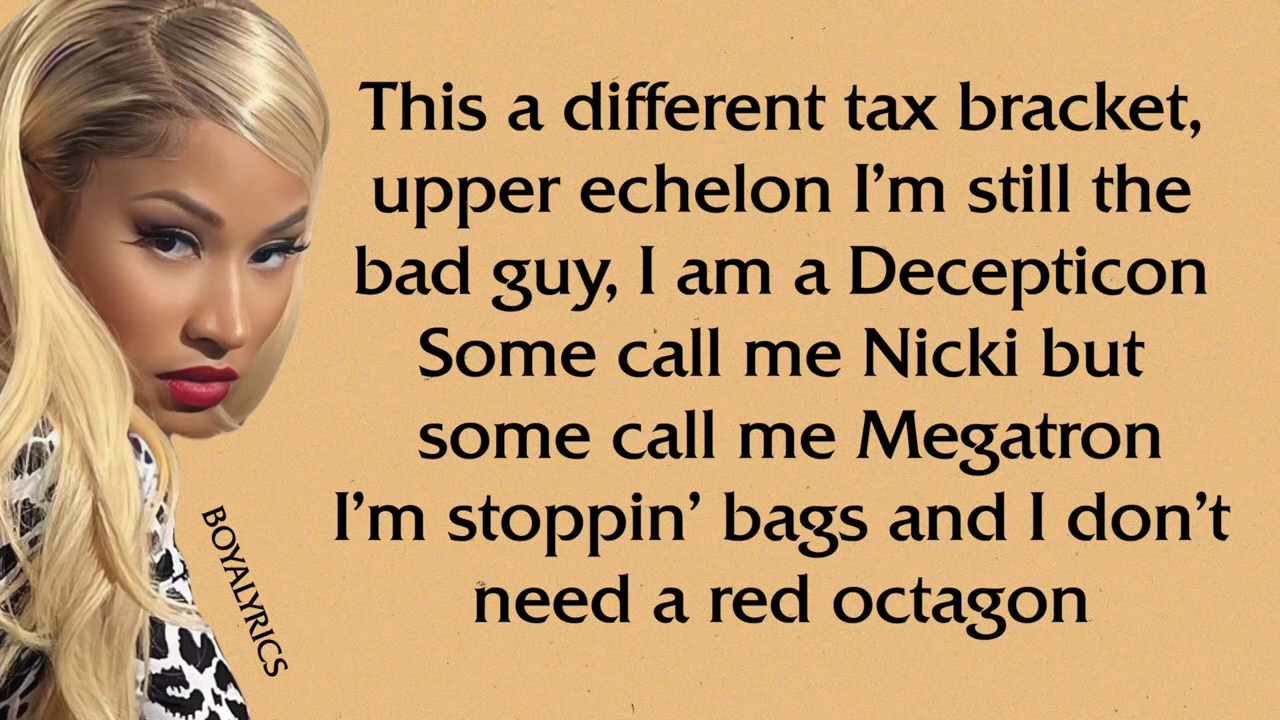 This a different tax bracket,
upper echelon I’m still the
bad guy, I am a Decepticon
Some call me Nicki but
some call me Megatron
I’m stoppin’ bags and I don’t
need a red octagon
BOYALYRICS